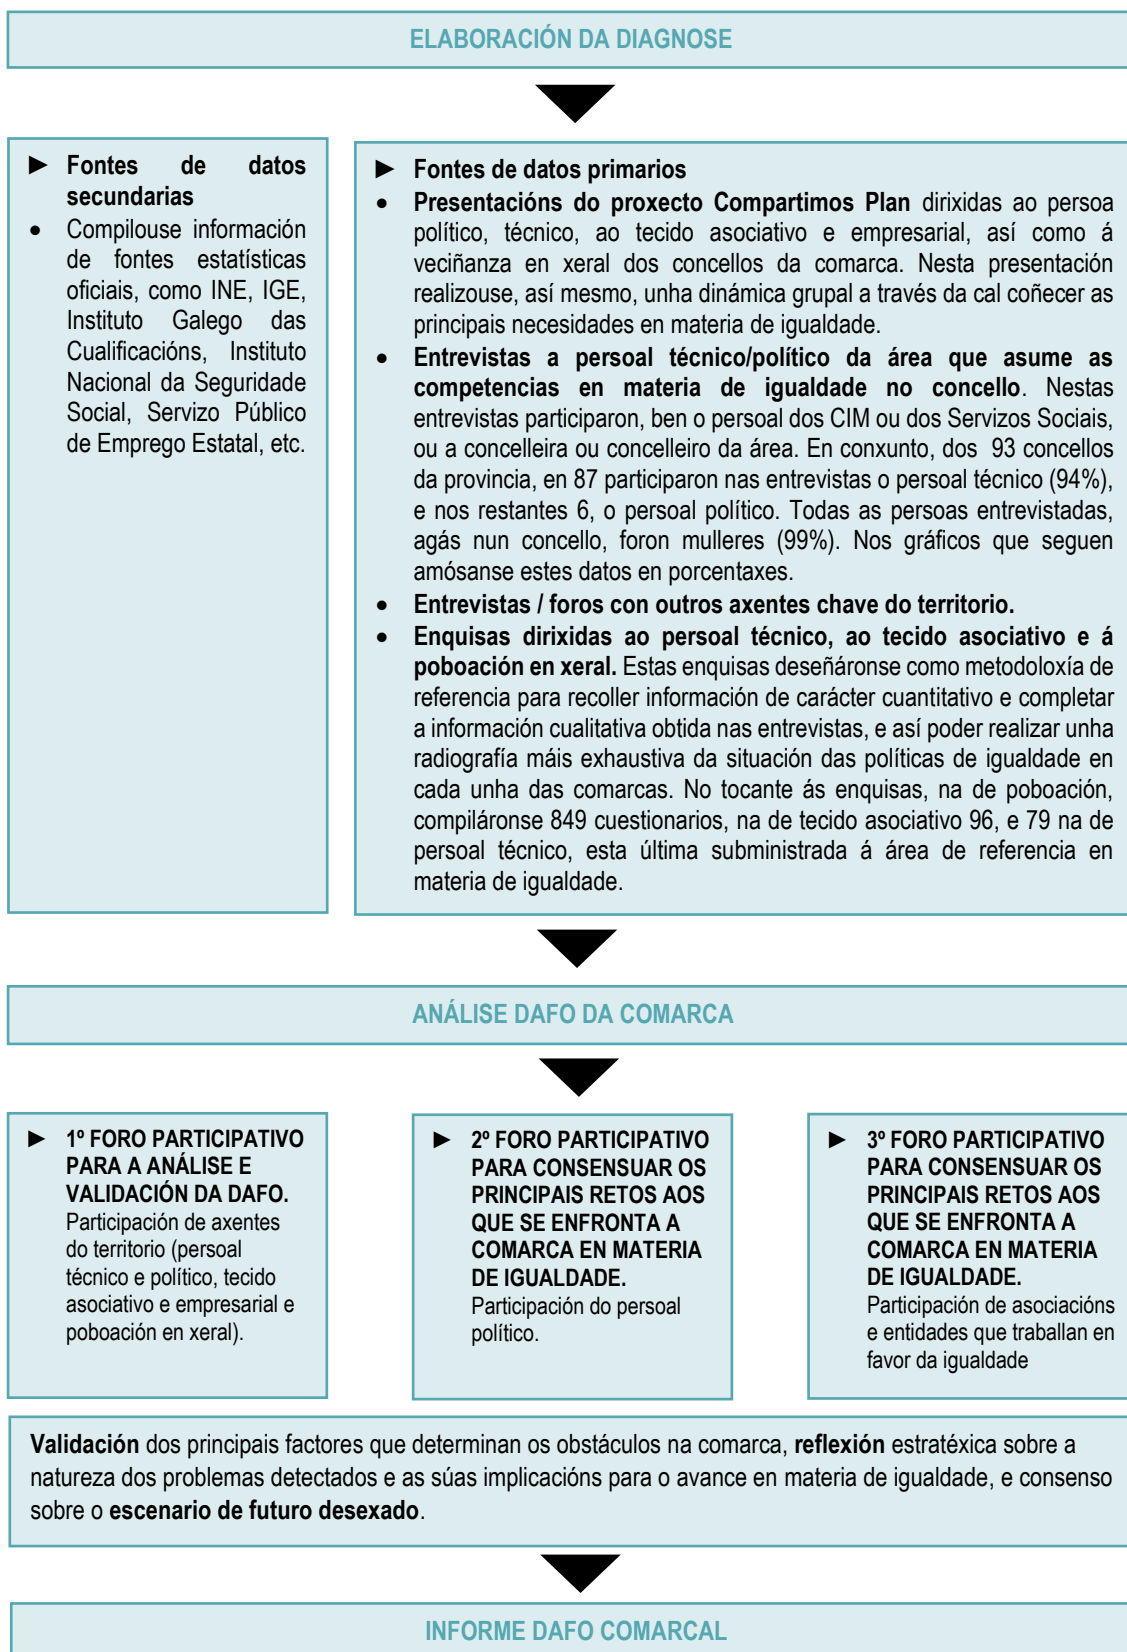 ELABORACIÓN DA DIAGNOSE
► Fontes de datos
secundarias
• Compilouse información
de fontes estatísticas
oficiais, como INE, IGE,
Instituto Galego das
Cualificacións, Instituto
Nacional da Seguridade
Social, Servizo Público
de Emprego Estatal, etc.
► Fontes de datos primarios
• Presentacións do proxecto Compartimos Plan dirixidas ao persoa
político, técnico, ao tecido asociativo e empresarial, así como á
veciñanza en xeral dos concellos da comarca. Nesta presentación
realizouse, así mesmo, unha dinámica grupal a través da cal coñecer as
principais necesidades en materia de igualdade.
• Entrevistas a persoal técnico/político da área que asume as
competencias en materia de igualdade no concello. Nestas
entrevistas participaron, ben o persoal dos CIM ou dos Servizos Sociais,
ou a concelleira ou concelleiro da área. En conxunto, dos 93 concellos
da provincia, en 87 participaron nas entrevistas o persoal técnico (94%),
e nos restantes 6, o persoal político. Todas as persoas entrevistadas,
agás nun concello, foron mulleres (99%). Nos gráficos que seguen
amósanse estes datos en porcentaxes.
• Entrevistas / foros con outros axentes chave do territorio.
• Enquisas dirixidas ao persoal técnico, ao tecido asociativo e á
poboación en xeral. Estas enquisas deseñáronse como metodoloxía de
referencia para recoller información de carácter cuantitativo e completar
a información cualitativa obtida nas entrevistas, e así poder realizar unha
radiografía máis exhaustiva da situación das políticas de igualdade en
cada unha das comarcas. No tocante ás enquisas, na de poboación,
compiláronse 849 cuestionarios, na de tecido asociativo 96, e 79 na de
persoal técnico, esta última subministrada á área de referencia en
materia de igualdade.
ANÁLISE DAFO DA COMARCA
► 1º FORO PARTICIPATIVO
PARA A ANÁLISE E
VALIDACIÓN DA DAFO.
Participación de axentes
do territorio (persoal
técnico e político, tecido
asociativo e empresarial e
poboación en xeral).
► 2º FORO PARTICIPATIVO
PARA CONSENSUAR OS
PRINCIPAIS RETOS AOS
QUE SE ENFRONTA A
COMARCA EN MATERIA
DE IGUALDADE.
Participación do persoal
político.
► 3º FORO PARTICIPATIVO
PARA CONSENSUAR OS
PRINCIPAIS RETOS AOS
QUE SE ENFRONTA A
COMARCA EN MATERIA
DE IGUALDADE.
Participación de asociacións
e entidades que traballan en
favor da igualdade
Validación dos principais factores que determinan os obstáculos na comarca, reflexión estratéxica sobre a
natureza dos problemas detectados e as súas implicacións para o avance en materia de igualdade, e consenso
sobre o escenario de futuro desexado.
INFORME DAFO COMARCAL